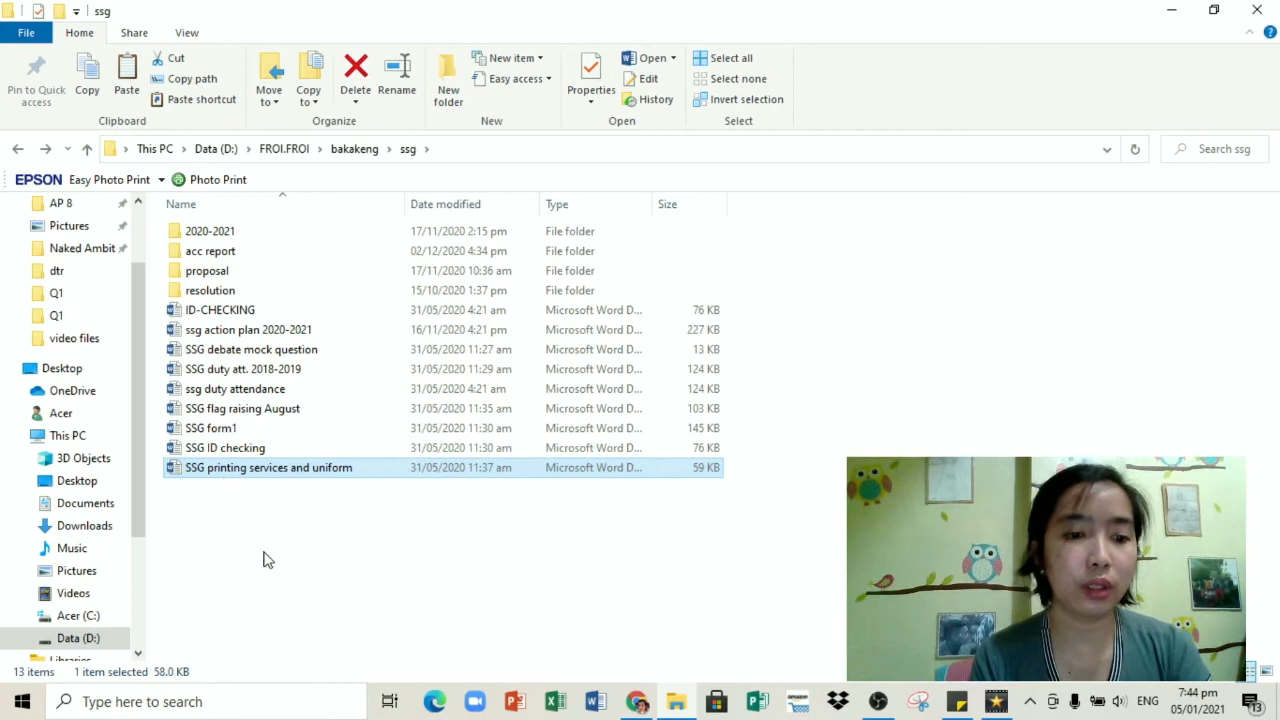 ssg
File Home Share View
Pin to Quick access
Copy
Paste
Cut
Copy path
Paste shortcut
Clipboard
Move to
Copy to
Delete
Rename
Organize
New folder
New item
Easy access
New
Properties
Open
Edit
History
Open
Select all
Select none
Invert selection
Select
This PC > Data (D:) > FROI.FROI > bakakeng > ssg >
Search ssg
EPSON Easy Photo Print Photo Print
AP 8
Pictures
Naked Ambit
dtr
Q1
Q1
video files
Desktop
OneDrive
Acer
This PC
3D Objects
Desktop
Documents
Downloads
Music
Pictures
Videos
Acer (C:)
Data (D:)
Libraries
Name Date modified Type Size
2020-2021 17/11/2020 2:15 pm File folder
acc report 02/12/2020 4:34 pm File folder
proposal 17/11/2020 10:36 am File folder
resolution 15/10/2020 1:37 pm File folder
ID-CHECKING 31/05/2020 4:21 am Microsoft Word D... 76 KB
ssg action plan 2020-2021 16/11/2020 4:21 pm Microsoft Word D... 227 KB
SSG debate mock question 31/05/2020 11:27 am Microsoft Word D... 13 KB
SSG duty att. 2018-2019 31/05/2020 11:29 am Microsoft Word D... 124 KB
ssg duty attendance 31/05/2020 4:21 am Microsoft Word D... 124 KB
SSG flag raising August 31/05/2020 11:35 am Microsoft Word D... 103 KB
SSG form1 31/05/2020 11:30 am Microsoft Word D... 145 KB
SSG ID checking 31/05/2020 11:30 am Microsoft Word D... 76 KB
SSG printing services and uniform 31/05/2020 11:37 am Microsoft Word D... 59 KB
13 items 1 item selected 58.0 KB
Type here to search
ENG
7:44 pm
05/01/2021
13